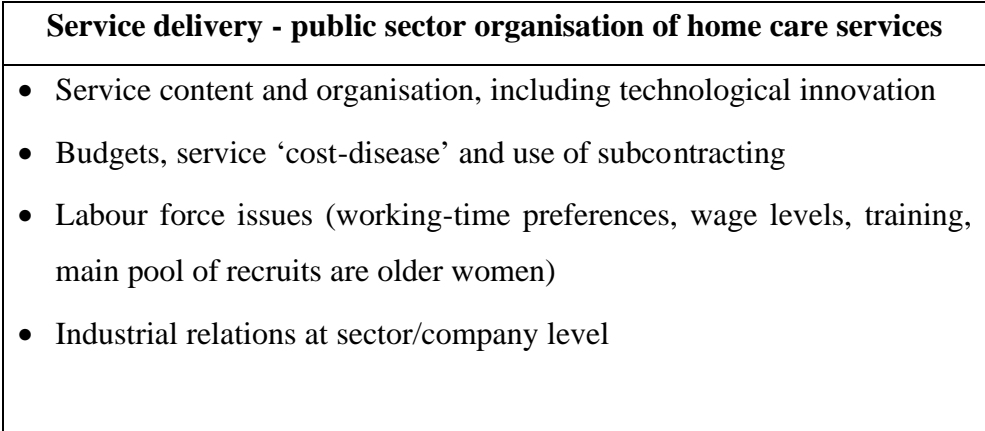 Service delivery - public sector organisation of home care services
• Service content and organisation, including technological innovation
• Budgets, service ‘cost-disease’ and use of subcontracting
• Labour force issues (working-time preferences, wage levels, training,
main pool of recruits are older women)
• Industrial relations at sector/company level